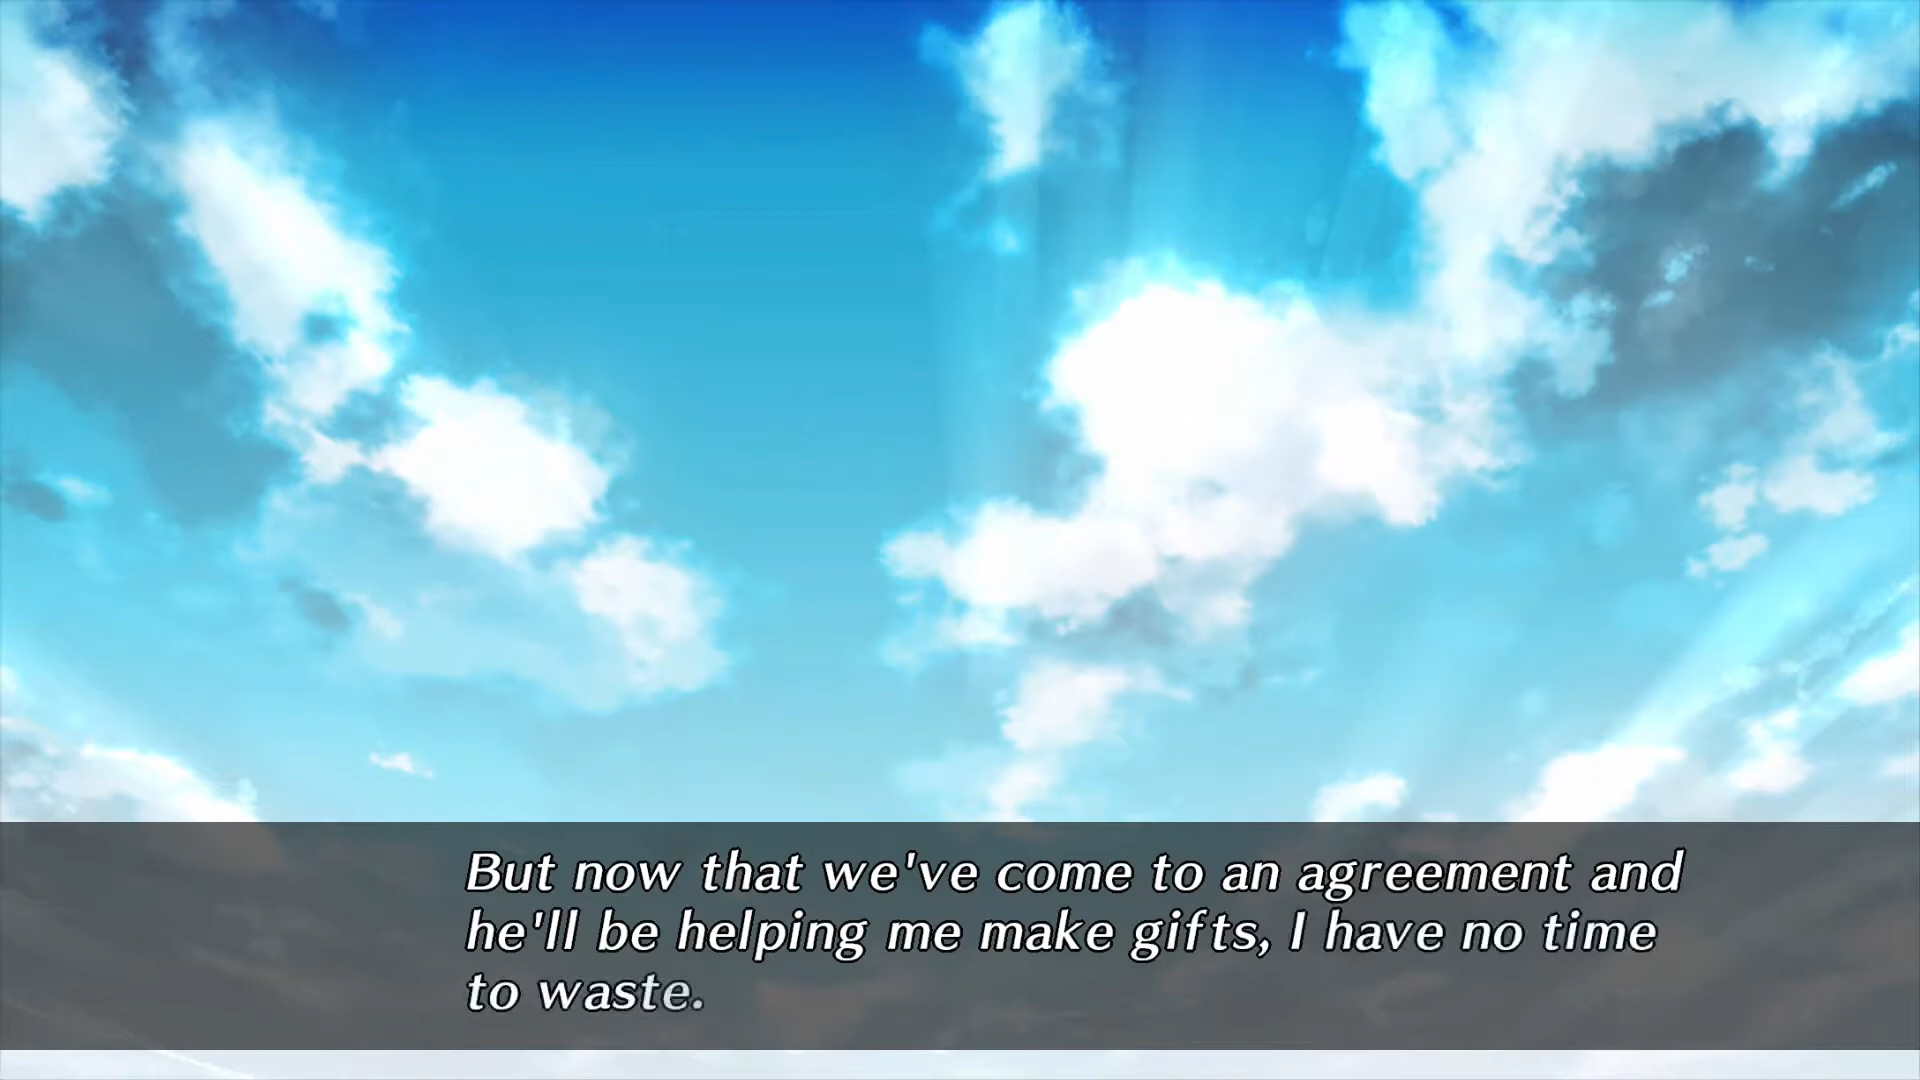 But now that we've come to an agreement and
he'll be helping me make gifts, I have no time
to waste.